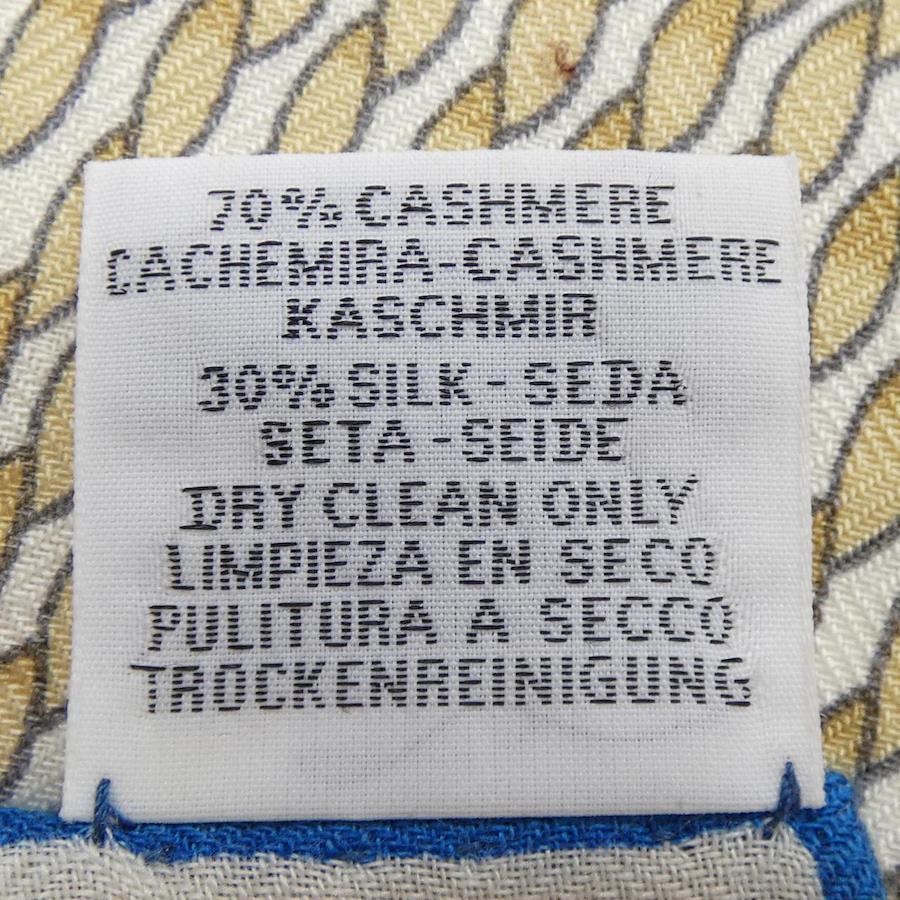 70% CASHMERE
CACHEMIRA-CASHMERE
KASCHMIR
30% SILK - SEDA
SETA - SEIDE
DRY CLEAN ONLY
LIMPIEZA EN SECO
PULITURA A SECCO
TROCKENREINIGUNG